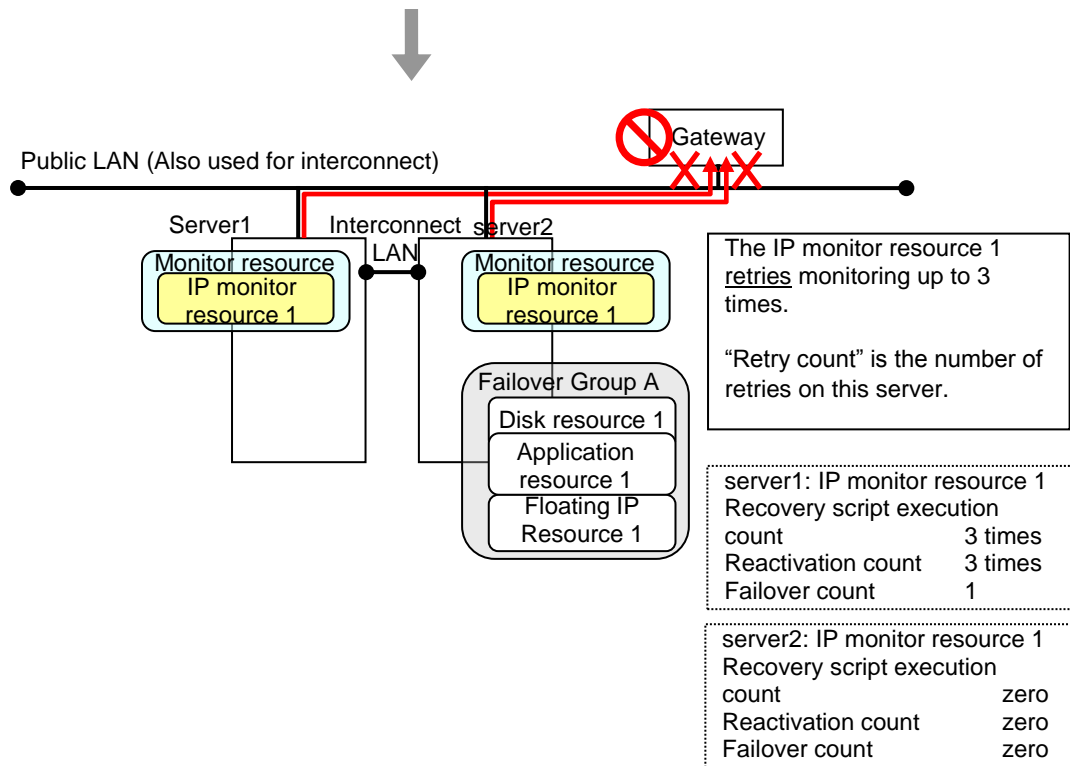 Gateway
Public LAN (Also used for interconnect)
Server1
Interconnect
LAN
server2
Monitor resource
IP monitor
resource 1
Monitor resource
IP monitor
resource 1
Failover Group A
Disk resource 1
Application
resource 1
Floating IP
Resource 1
The IP monitor resource 1
retries monitoring up to 3
times.
“Retry count” is the number of
retries on this server.
server1: IP monitor resource 1
Recovery script execution
count 3 times
Reactivation count 3 times
Failover count 1
server2: IP monitor resource 1
Recovery script execution
count zero
Reactivation count zero
Failover count zero